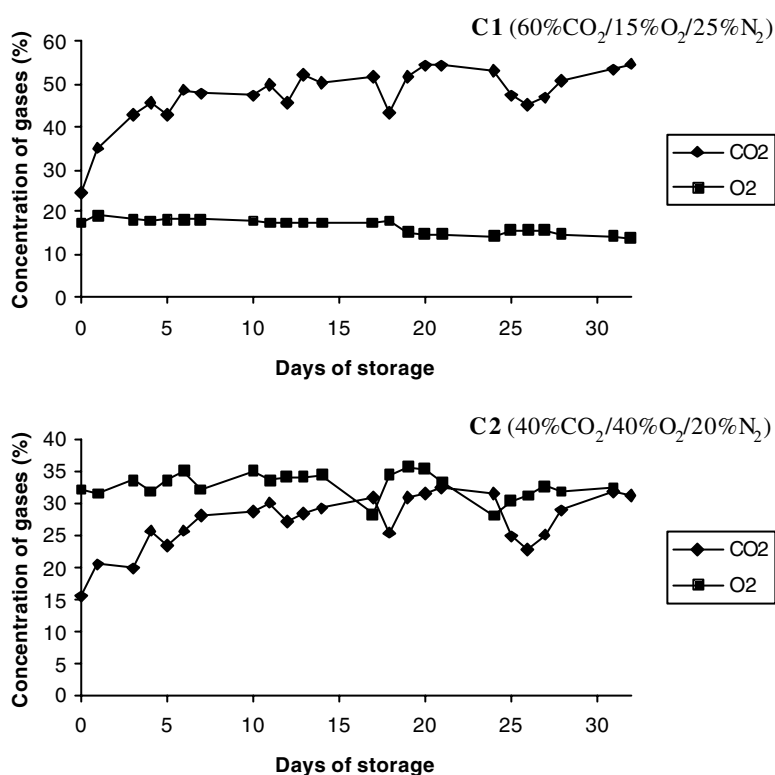 C1 (60%CO₂/15%O₂/25%N₂)
Concentration of gases (%)
60
50
40
30
20
10
0
0 5 10 15 20 25 30
Days of storage
CO2
O2
C2 (40%CO₂/40%O₂/20%N₂)
Concentration of gases (%)
40
35
30
25
20
15
10
5
0
0 5 10 15 20 25 30
Days of storage
CO2
O2